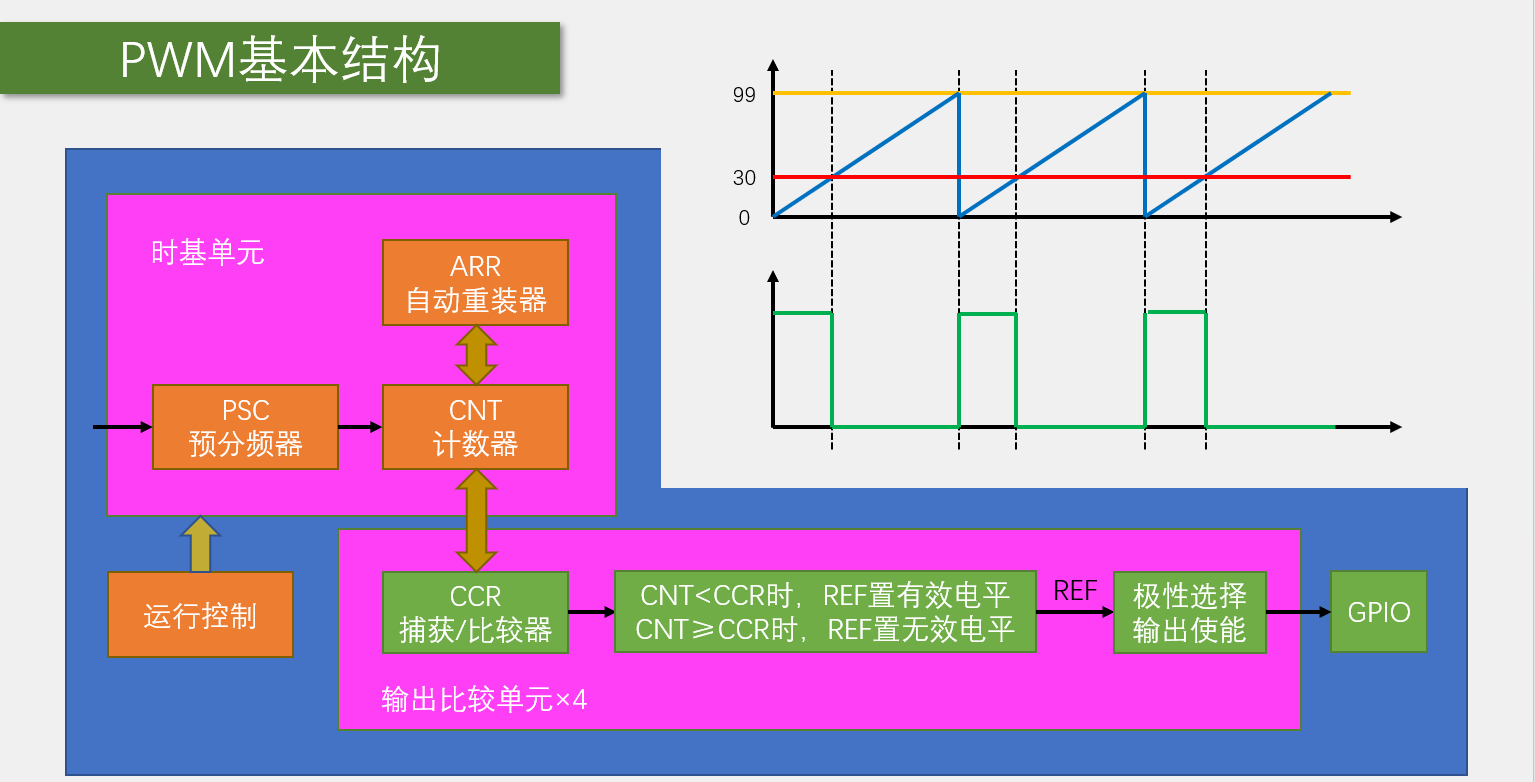 PWM基本结构
99
30
0
时基单元
ARR
自动重装器
PSC
预分频器
CNT
计数器
运行控制
CCR
捕获/比较器
CNT<CCR时，REF置有效电平
CNT≥CCR时，REF置无效电平
REF
极性选择
输出使能
GPIO
输出比较单元×4